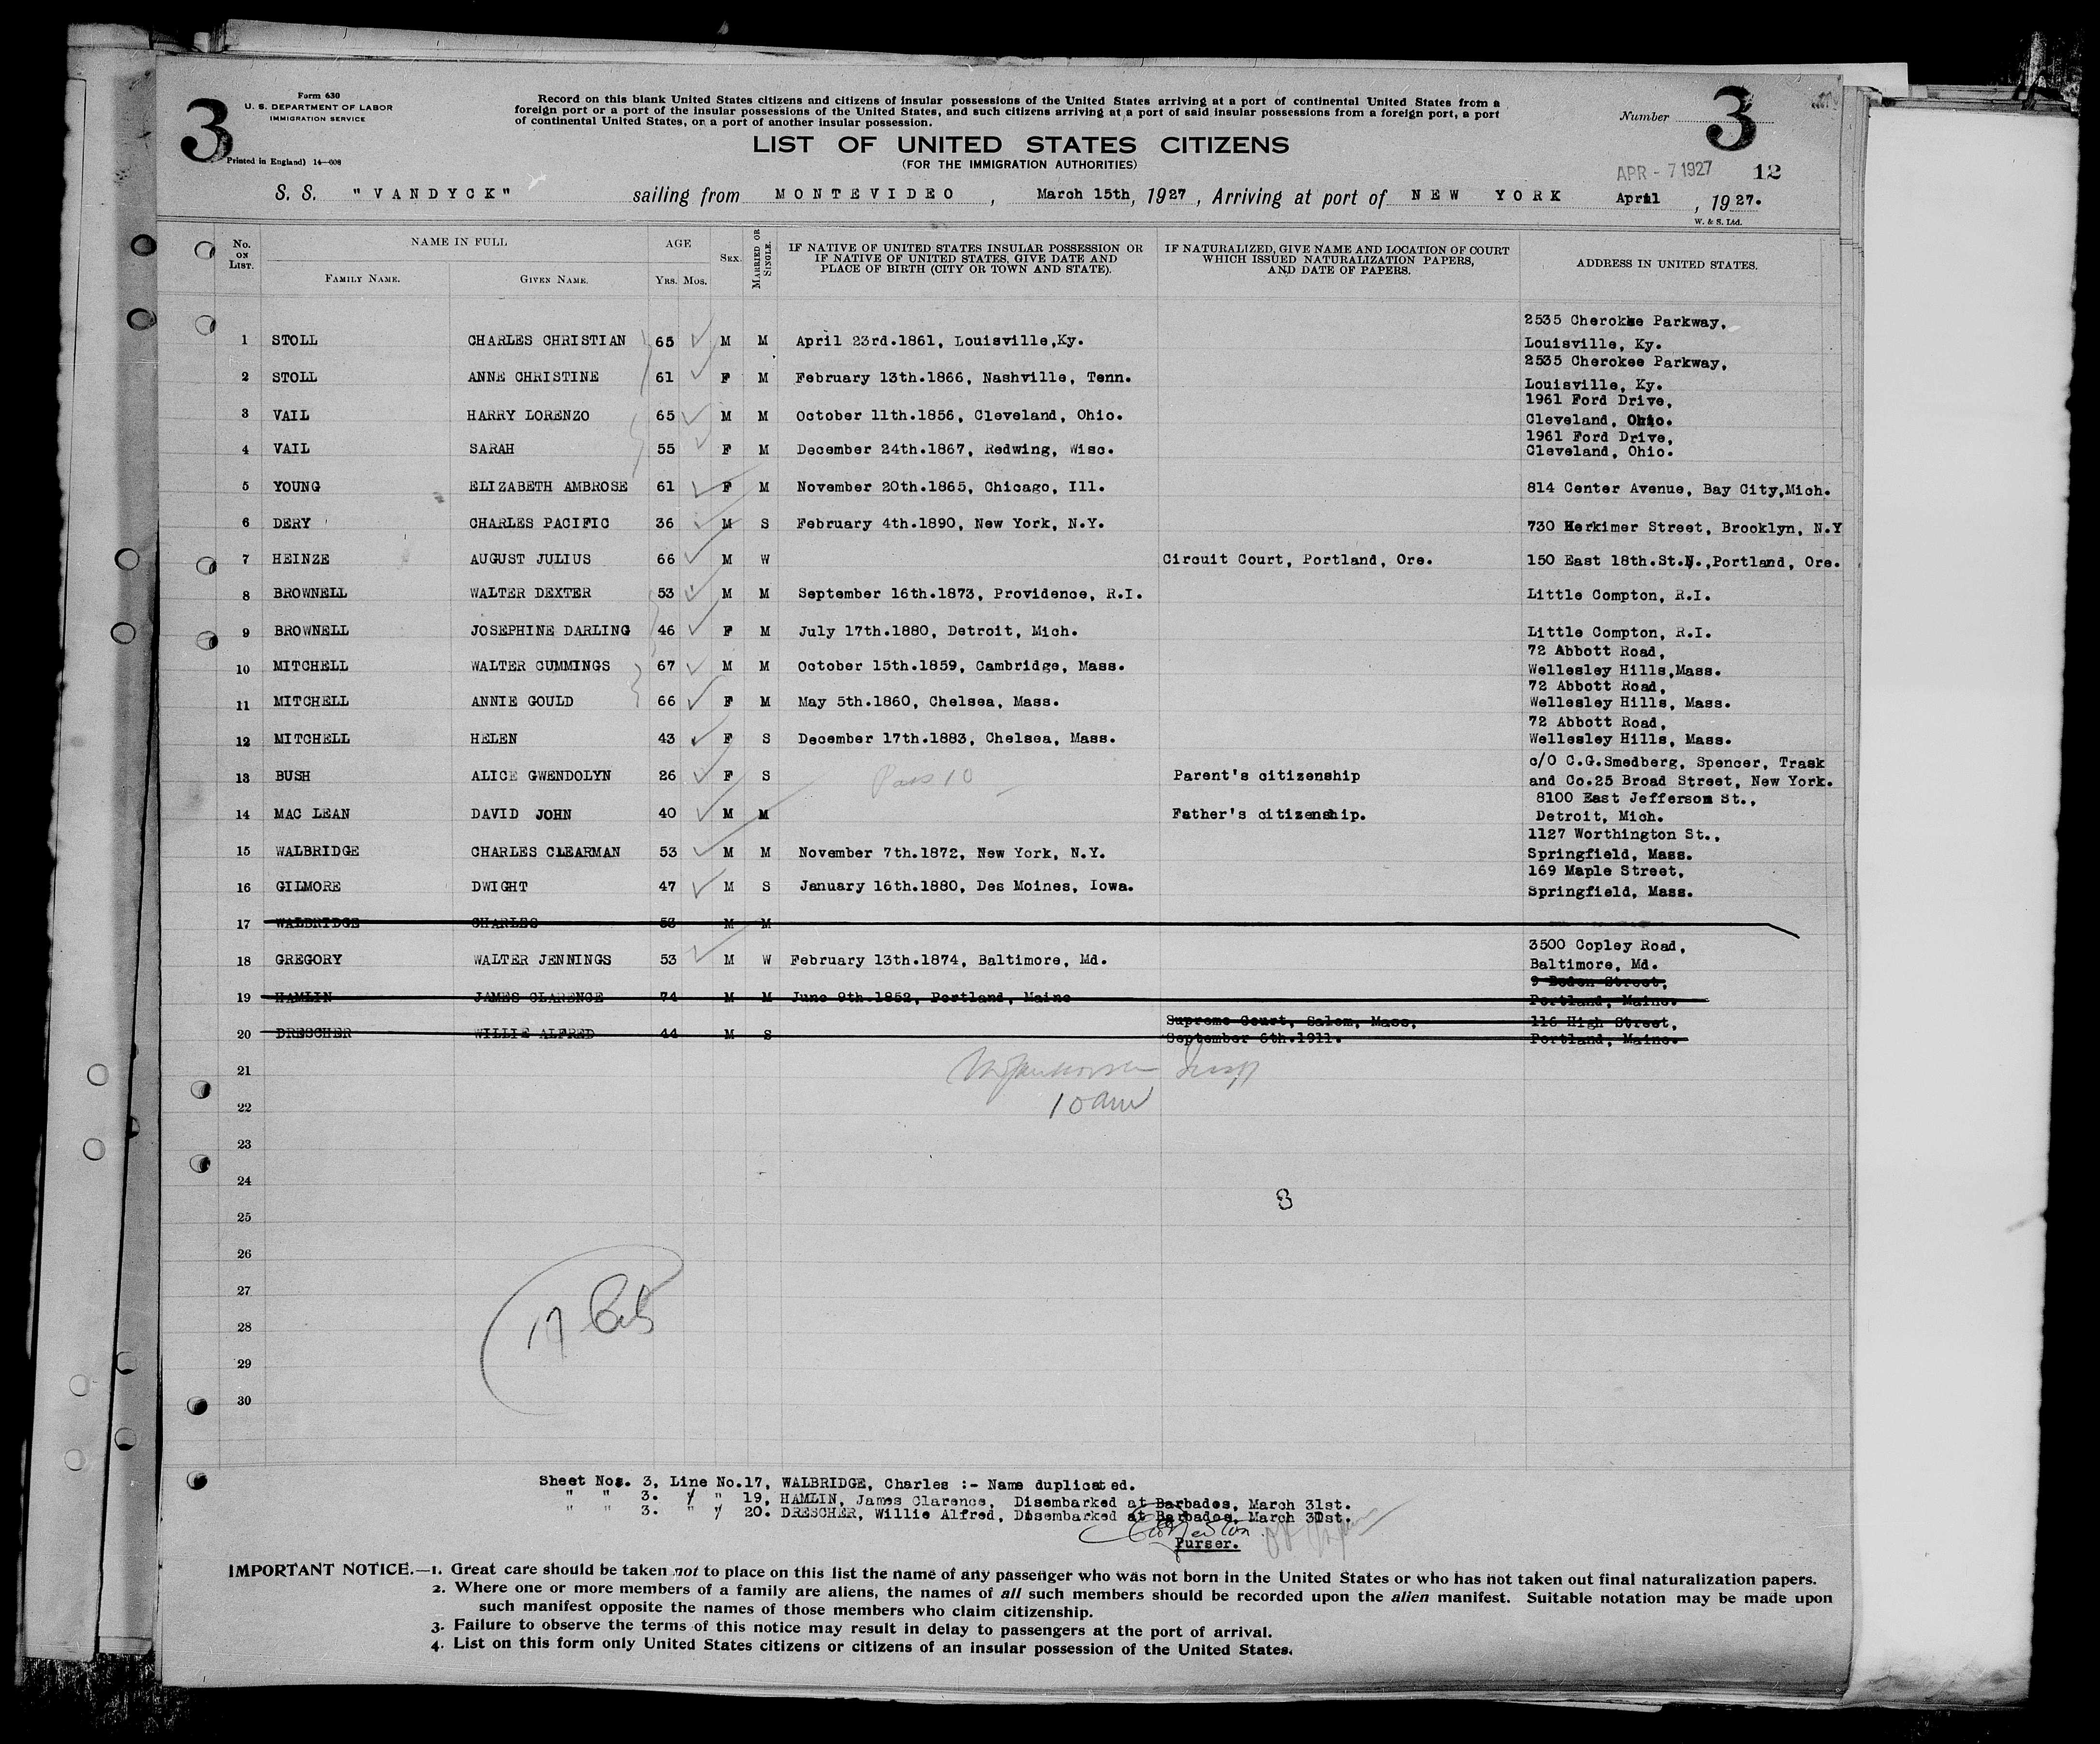 3
Form 630
U. S. DEPARTMENT OF LABOR
IMMIGRATION SERVICE
Printed in England) 14—008
Record on this blank United States citizens and citizens of insular possessions of the United States arriving at a port of continental United States from a
foreign port or a port of the insular possessions of the United States, and such citizens arriving at a port of said insular possessions from a foreign port, a port
of continental United States, or a port of another insular possession.
LIST OF UNITED STATES CITIZENS
(FOR THE IMMIGRATION AUTHORITIES)
Number 3
APR - 7 1927 12
S. S. "VANDYCK" sailing from MONTEVIDEO, March 15th, 1927, Arriving at port of NEW YORK April, 1927.
W. & S. Ltd.
No. ON LIST. NAME IN FULL AGE SEX. MARRIED OR SINGLE. IF NATIVE OF UNITED STATES INSULAR POSSESSION OR IF NATIVE OF UNITED STATES, GIVE DATE AND PLACE OF BIRTH (CITY OR TOWN AND STATE). IF NATURALIZED, GIVE NAME AND LOCATION OF COURT WHICH ISSUED NATURALIZATION PAPERS, AND DATE OF PAPERS. ADDRESS IN UNITED STATES.
FAMILY NAME. GIVEN NAME. YRS. MOS.
1 STOLL CHARLES CHRISTIAN 65 M M April 23rd.1861, Louisville,Ky. 2535 Cherokee Parkway, Louisville, Ky.
2 STOLL ANNE CHRISTINE 61 F M February 13th.1866, Nashville, Tenn. 2535 Cherokee Parkway, Louisville, Ky.
3 VAIL HARRY LORENZO 65 M M October 11th.1856, Cleveland, Ohio. 1961 Ford Drive, Cleveland, Ohio.
4 VAIL SARAH 55 F M December 24th.1867, Redwing, Wisc. 1961 Ford Drive, Cleveland, Ohio.
5 YOUNG ELIZABETH AMBROSE 61 F M November 20th.1865, Chicago, Ill. 814 Center Avenue, Bay City,Mich.
6 DERY CHARLES PACIFIC 36 M S February 4th.1890, New York, N.Y. 730 Herkimer Street, Brooklyn, N.Y
7 HEINZE AUGUST JULIUS 66 M W Circuit Court, Portland, Ore. 150 East 18th.St.N.,Portland, Ore.
8 BROWNELL WALTER DEXTER 53 M M September 16th.1873, Providence, R.I. Little Compton, R.I.
9 BROWNELL JOSEPHINE DARLING 46 F M July 17th.1880, Detroit, Mich. Little Compton, R.I.
10 MITCHELL WALTER CUMMINGS 67 M M October 15th.1859, Cambridge, Mass. 72 Abbott Road, Wellesley Hills,Mass.
11 MITCHELL ANNIE GOULD 66 F M May 5th.1860, Chelsea, Mass. 72 Abbott Road, Wellesley Hills, Mass.
12 MITCHELL HELEN 43 F S December 17th.1883, Chelsea, Mass. 72 Abbott Road, Wellesley Hills, Mass.
13 BUSH ALICE GWENDOLYN 26 F S Pass 10 Parent's citizenship c/o C.G.Smedberg, Spencer, Trask and Co.25 Broad Street, New York.
14 MAC LEAN DAVID JOHN 40 M M Father's citizenship. 8100 East Jefferson St., Detroit, Mich.
15 WALBRIDGE CHARLES CLEARMAN 53 M M November 7th.1872, New York, N.Y. 1127 Worthington St., Springfield, Mass.
16 GILMORE DWIGHT 47 M S January 16th.1880, Des Moines, Iowa. 169 Maple Street, Springfield, Mass.
17 WALBRIDGE CHARLES 53 M M
18 GREGORY WALTER JENNINGS 53 M W February 13th.1874, Baltimore, Md. 3500 Copley Road, Baltimore, Md.
19 HAMLIN JAMES CLARENCE 74 M M June 9th.1852, Portland, Maine Street, Portland, Maine.
20 DRESCHER WILLIE ALFRED 44 M S Supreme Court, Salem, Mass, September 6th.1911. 116 High Street, Portland, Maine.
21
10 am
22
23
24
3
25
26
27
17
28
29
30
Sheet Nos. 3, Line No.17, WALBRIDGE, Charles :- Name duplicated.
" " 3. " " 19, HAMLIN, James Clarence, Disembarked at Barbados, March 31st.
" " 3. " " 20. DRESCHER, Willie Alfred, Disembarked at Barbados, March 31st.
Purser.
IMPORTANT NOTICE.—1. Great care should be taken not to place on this list the name of any passenger who was not born in the United States or who has not taken out final naturalization papers.
2. Where one or more members of a family are aliens, the names of all such members should be recorded upon the alien manifest. Suitable notation may be made upon
such manifest opposite the names of those members who claim citizenship.
3. Failure to observe the terms of this notice may result in delay to passengers at the port of arrival.
4. List on this form only United States citizens or citizens of an insular possession of the United States.